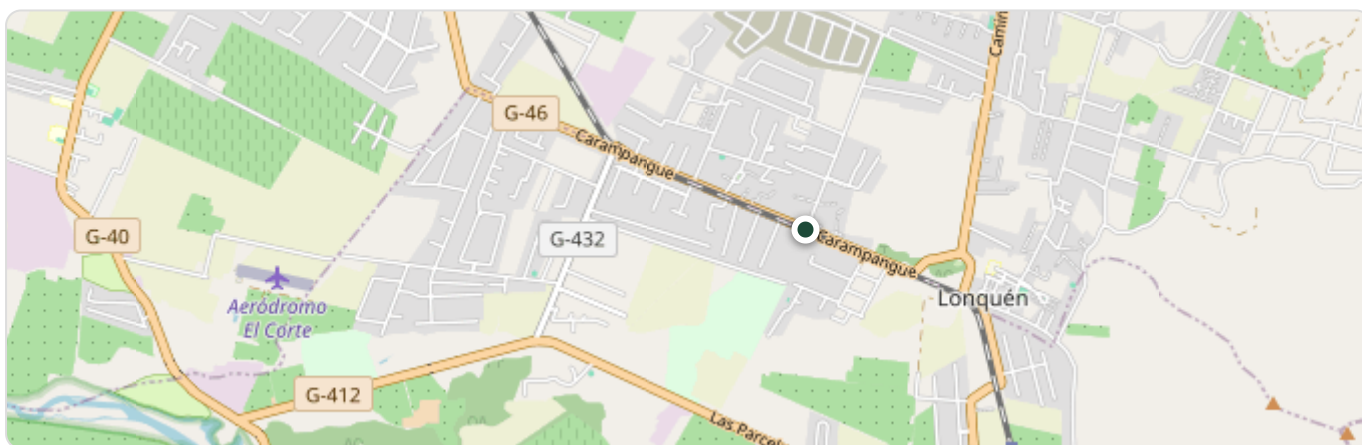 G-46
Carampangue
Camin
G-40
G-432
Carampangue
Aeródromo
El Corte
Lonquén
G-412
Las Parcel